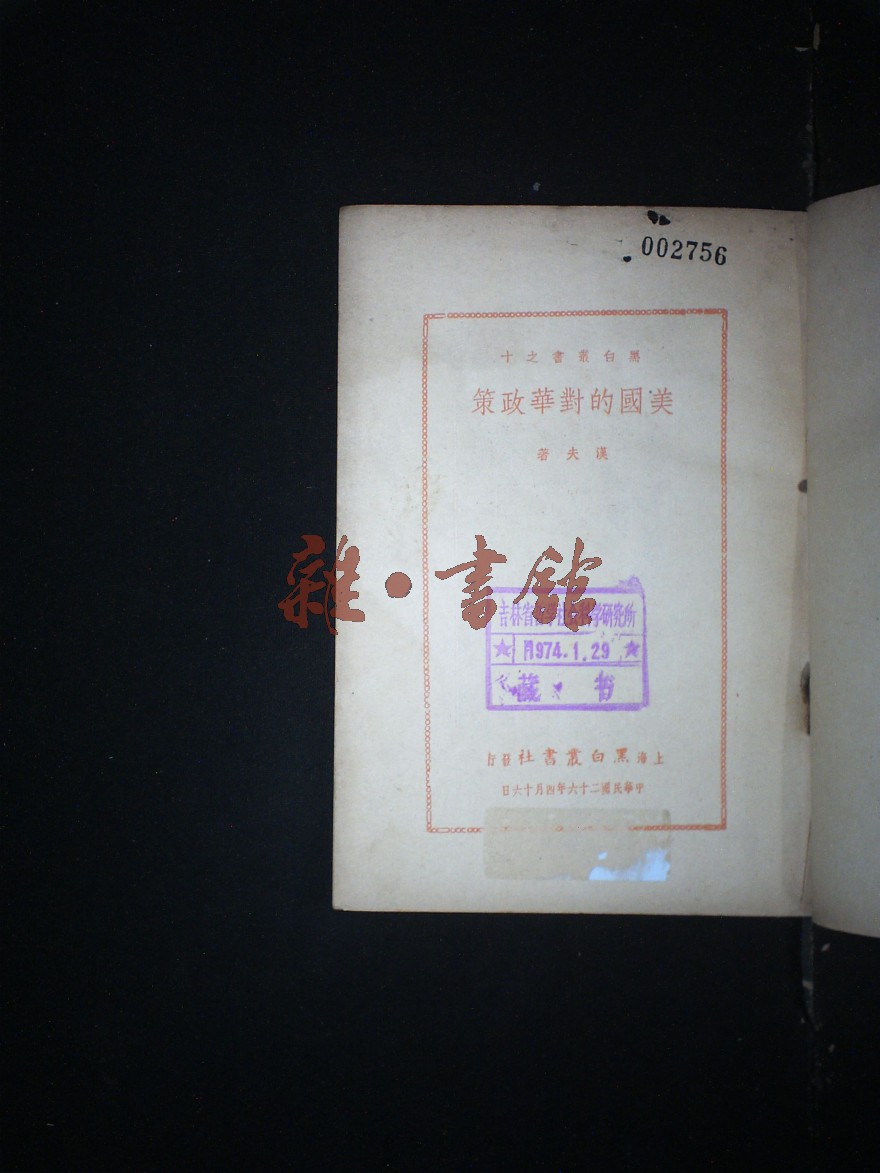 002756
黑白叢書之十
美國的對華政策
漢夫著
雜·書館
吉林省哲學社會科学研究所
1974.1.29
藏书
上海黑白叢書社發行
中華民國二十六年四月十六日